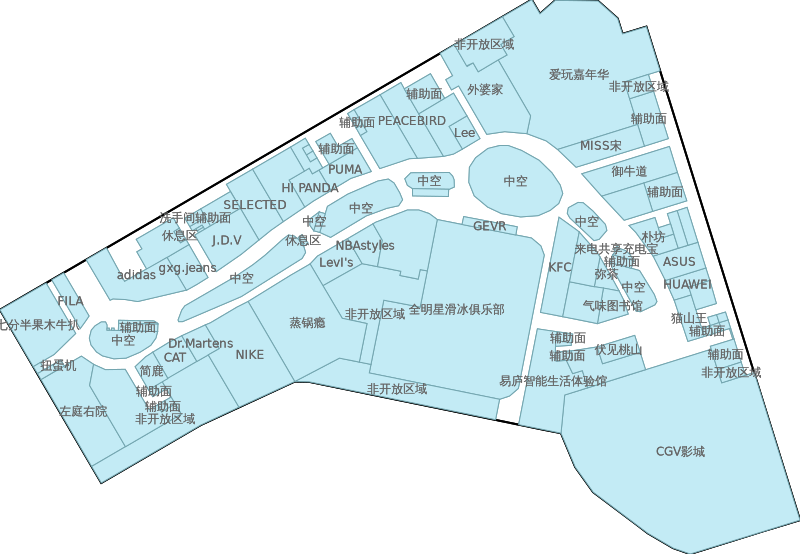 非开放区域
爱玩嘉年华
外婆家
非开放区域
辅助面
辅助面
PEACEBIRD
辅助面
辅助面
Lee
MISS宋
辅助面
PUMA
御牛道
中空
中空
HI PANDA
辅助面
SELECTED
中空
洗手间
辅助面
中空
中空
GEVR
休息区
J.D.V
休息区
朴坊
NBAstyles
来电共享充电宝
LevI's
辅助面
ASUS
KFC
gxg.jeans
adidas
弥茶
中空
中空
HUAWEI
FILA
气味图书馆
全明星滑冰俱乐部
非开放区域
猫山王
七分半果木牛扒
辅助面
蒸锅瘾
辅助面
中空
辅助面
Dr.Martens
伏见桃山
NIKE
CAT
辅助面
辅助面
扭蛋机
简鹿
非开放区域
易庐智能生活体验馆
非开放区域
辅助面
辅助面
左庭右院
非开放区域
CGV影城